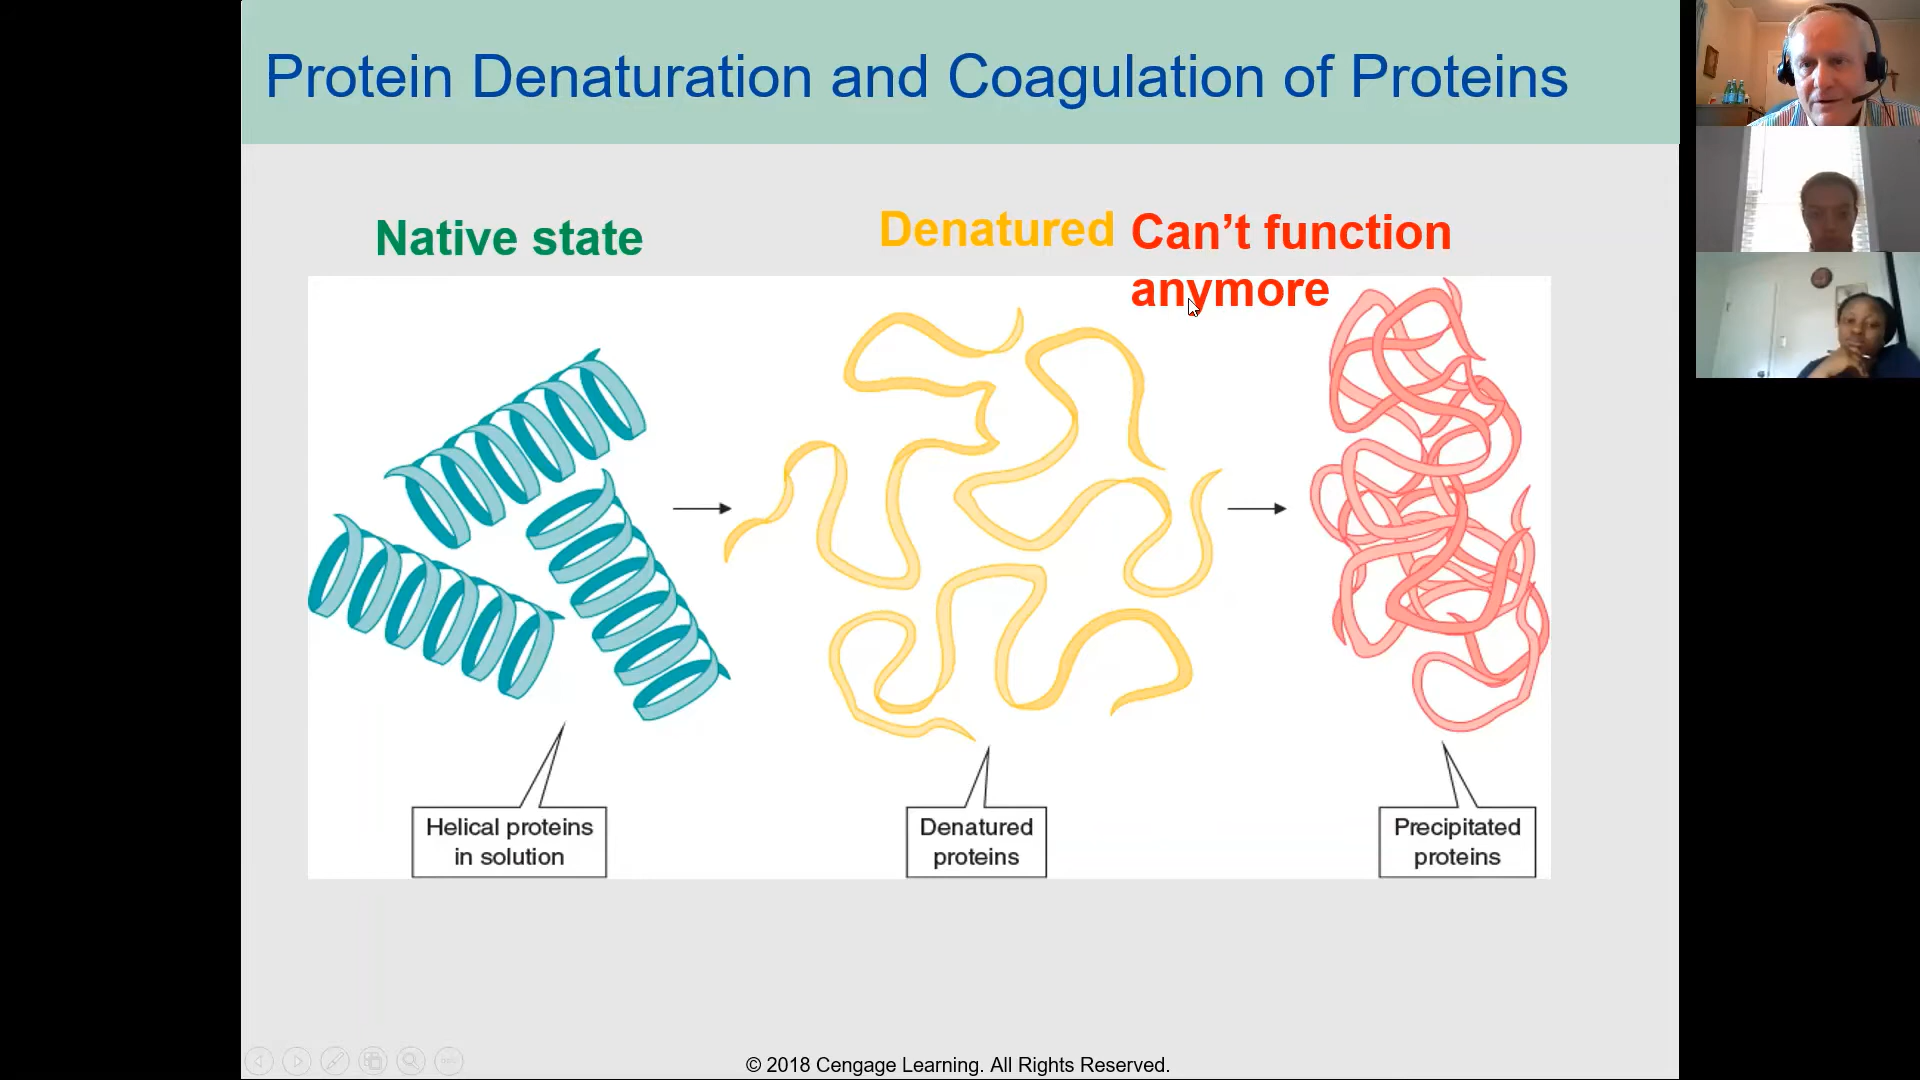 Protein Denaturation and Coagulation of Proteins
Native state
Denatured
Can’t function
anymore
Helical proteins
in solution
Denatured
proteins
Precipitated
proteins
© 2018 Cengage Learning. All Rights Reserved.